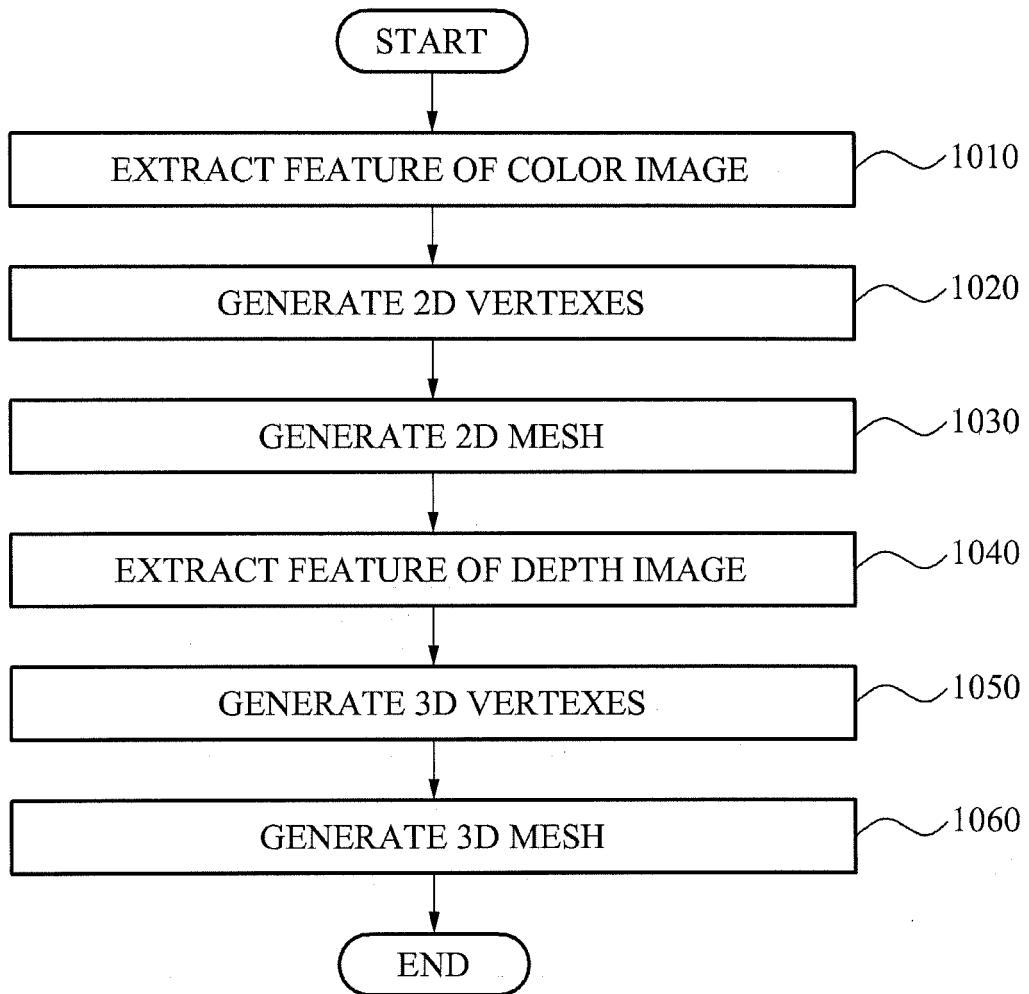 START
EXTRACT FEATURE OF COLOR IMAGE
1010
GENERATE 2D VERTEXES
1020
GENERATE 2D MESH
1030
EXTRACT FEATURE OF DEPTH IMAGE
1040
GENERATE 3D VERTEXES
1050
GENERATE 3D MESH
1060
END